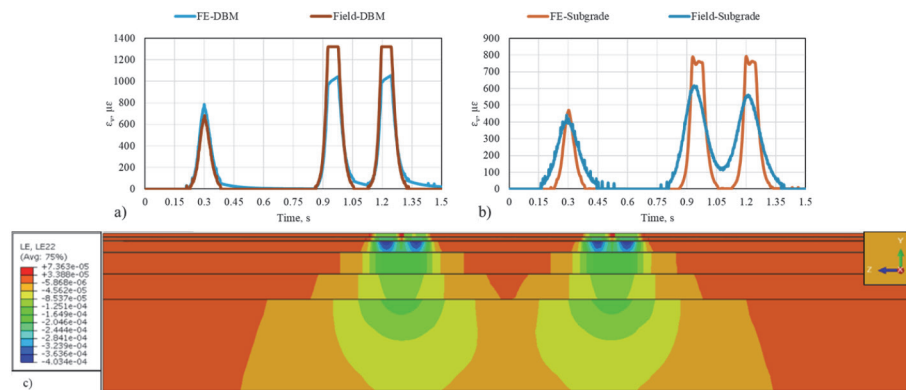 FE-DBM Field-DBM
1400
1200
1000
800
600
400
200
0
εv, με
0 0.15 0.3 0.45 0.6 0.75 0.9 1.05 1.2 1.35 1.5
Time, s
a)
FE-Subgrade Field-Subgrade
900
800
700
600
500
400
300
200
100
0
εv, με
0 0.15 0.3 0.45 0.6 0.75 0.9 1.05 1.2 1.35 1.5
Time, s
b)
LE, LE22
(Avg: 75%)
+7.363e-05
+3.388e-05
-5.868e-06
-4.562e-05
-8.537e-05
-1.251e-04
-1.649e-04
-2.046e-04
-2.444e-04
-2.841e-04
-3.239e-04
-3.636e-04
-4.034e-04
Y
Z
c)